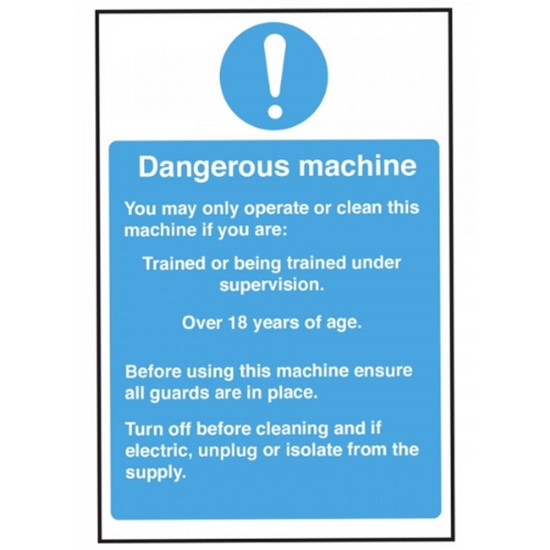 Dangerous machine
You may only operate or clean this
machine if you are:
Trained or being trained under
supervision.
Over 18 years of age.
Before using this machine ensure
all guards are in place.
Turn off before cleaning and if
electric, unplug or isolate from the
supply.